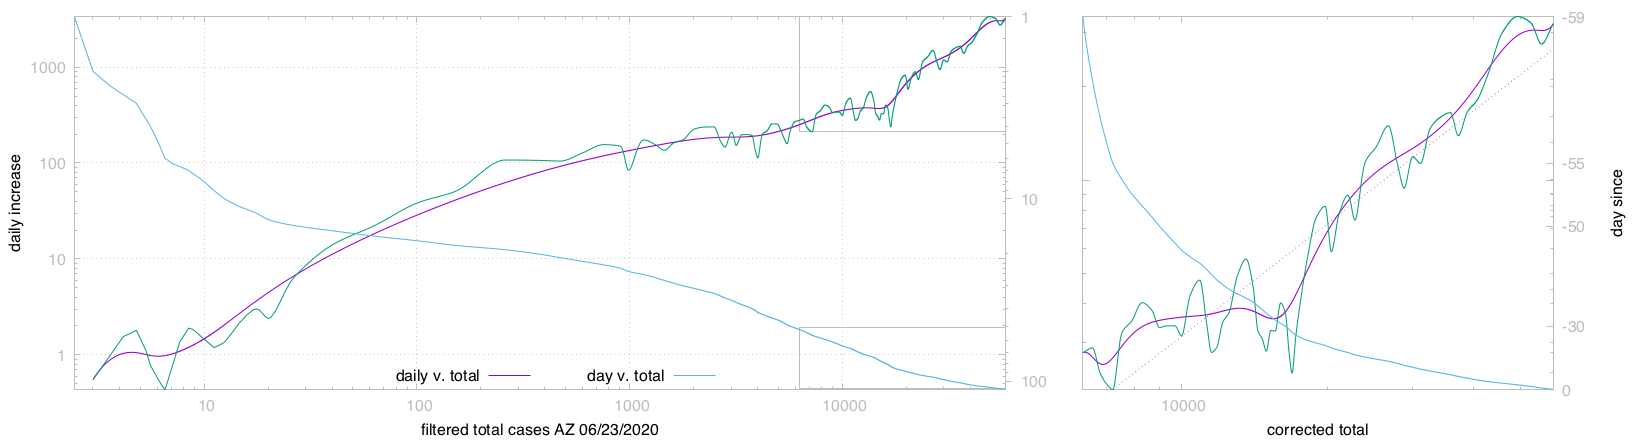 1000
100
10
1
daily increase
10
100
1000
10000
filtered total cases AZ 06/23/2020
daily v. total
day v. total
1
10
100
10000
corrected total
-59
-55
-50
-30
0
day since